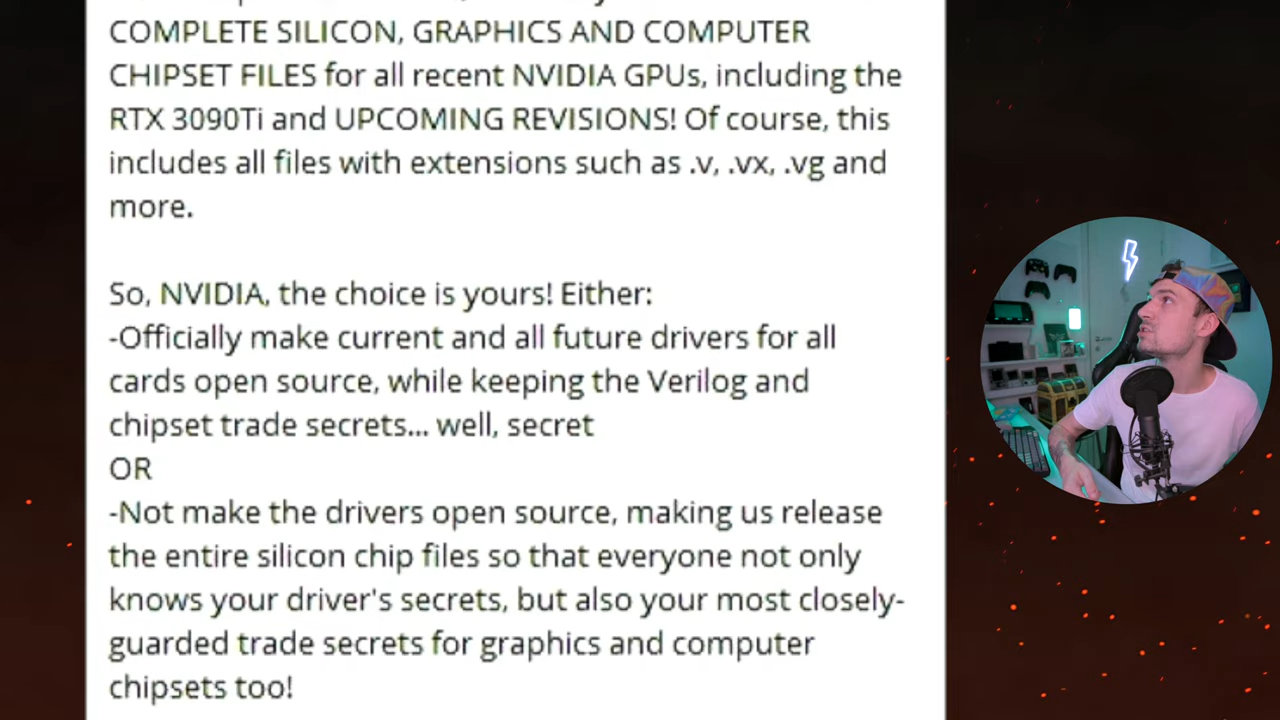 COMPLETE SILICON, GRAPHICS AND COMPUTER
CHIPSET FILES for all recent NVIDIA GPUs, including the
RTX 3090Ti and UPCOMING REVISIONS! Of course, this
includes all files with extensions such as .v, .vx, .vg and
more.
So, NVIDIA, the choice is yours! Either:
-Officially make current and all future drivers for all
cards open source, while keeping the Verilog and
chipset trade secrets... well, secret
OR
-Not make the drivers open source, making us release
the entire silicon chip files so that everyone not only
knows your driver's secrets, but also your most closely-
guarded trade secrets for graphics and computer
chipsets too!